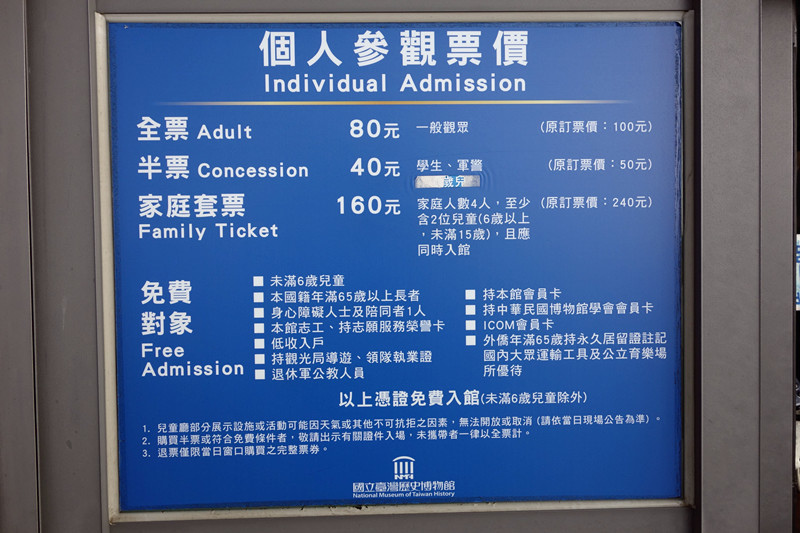 個人參觀票價
Individual Admission
全票 Adult 80元 一般觀眾 (原訂票價：100元)
半票 Concession 40元 學生、軍警 (原訂票價：50元)
歲兒
家庭套票 160元 家庭人數4人，至少 (原訂票價：240元)
Family Ticket 含2位兒童(6歲以上
，未滿15歲)，且應
同時入館
免費
對象
Free
Admission
■ 未滿6歲兒童
■ 本國籍年滿65歲以上長者
■ 身心障礙人士及陪同者1人
■ 本館志工、持志願服務榮譽卡
■ 低收入戶
■ 持觀光局導遊、領隊執業證
■ 退休軍公教人員
■ 持本館會員卡
■ 持中華民國博物館學會會員卡
■ ICOM會員卡
■ 外僑年滿65歲持永久居留證註記
國內大眾運輸工具及公立育樂場
所優待
以上憑證免費入館(未滿6歲兒童除外)
1. 兒童廳部分展示設施或活動可能因天氣或其他不可抗拒之因素，無法開放或取消 (請依當日現場公告為準)。
2. 購買半票或符合免費條件者，敬請出示有關證件入場，未攜帶者一律以全票計。
3. 退票僅限當日窗口購買之完整票券。
NMTH
國立臺灣歷史博物館
National Museum of Taiwan History